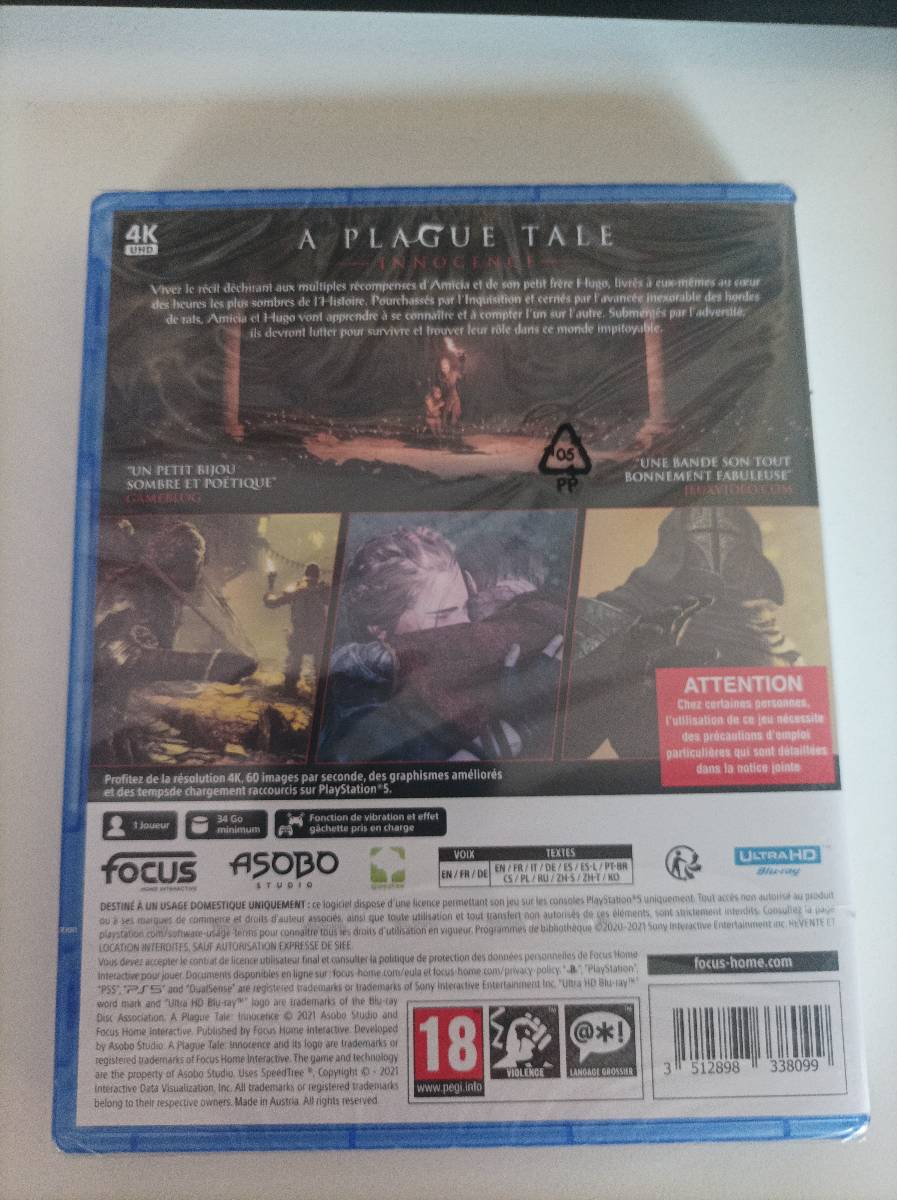 4K
UHD
A PLAGUE TALE
INNOCENCE
Vivez le récit déchirant aux multiples récompenses d'Amicia et de son petit frère Hugo, livrés à eux-mêmes au cœur
des heures les plus sombres de l'Histoire. Pourchassés par l'Inquisition et cernés par l'avancée inexorable des hordes
de rats, Amicia et Hugo vont apprendre à se connaître et à compter l'un sur l'autre. Submergés par l'adversité,
ils devront lutter pour survivre et trouver leur rôle dans ce monde impitoyable.
05
PP
"UN PETIT BIJOU
SOMBRE ET POÉTIQUE"
GAMEBLOG
"UNE BANDE SON TOUT
BONNEMENT FABULEUSE"
JEUXVIDEO.COM
ATTENTION
Chez certaines personnes,
l'utilisation de ce jeu nécessite
des précautions d'emploi
particulières qui sont détaillées
dans la notice jointe
Profitez de la résolution 4K, 60 images par seconde, des graphismes améliorés
et des tempsde chargement raccourcis sur PlayStation®5.
1 Joueur
34 Go
minimum
Fonction de vibration et effet
gâchette pris en charge
FOCUS
HOME INTERACTIVE
ASOBO
STUDIO
VOIX
EN / FR / DE
TEXTES
EN / FR / IT / DE / ES / ES-L / PT-BR
CS / PL / RU / ZH-S / ZH-T / KO
ULTRA HD
Blu-ray
DESTINÉ À UN USAGE DOMESTIQUE UNIQUEMENT : ce logiciel dispose d'une licence permettant son jeu sur les consoles PlayStation®5 uniquement. Tout accès non autorisé au produit
ou à ses marques de commerce et droits d'auteur associés, ainsi que toute utilisation et tout transfert non autorisés de ces éléments, sont strictement interdits. Consultez la page
playstation.com/software-usage-terms pour connaître tous les droits d'utilisation en vigueur. Programmes de bibliothèque ©2020-2021 Sony Interactive Entertainment Inc. REVENTE ET
LOCATION INTERDITES, SAUF AUTORISATION EXPRESSE DE SIEE.
Vous devez accepter le contrat de licence utilisateur final et consulter la politique de protection des données personnelles de Focus Home
Interactive pour jouer. Documents disponibles en ligne sur : focus-home.com/eula et focus-home.com/privacy-policy. " ", "PlayStation",
"PS5", "PS5" and "DualSense" are registered trademarks or trademarks of Sony Interactive Entertainment Inc. "Ultra HD Blu-ray™"
word mark and "Ultra HD Blu-ray™" logo are trademarks of the Blu-ray
Disc Association. A Plague Tale: Innocence © 2021 Asobo Studio and
Focus Home Interactive. Published by Focus Home Interactive. Developed
by Asobo Studio. A Plague Tale: Innocence and its logo are trademarks or
registered trademarks of Focus Home Interactive. The game and technology
are the property of Asobo Studio. Uses SpeedTree ®, Copyright © - 2021
Interactive Data Visualization, Inc. All trademarks or registered trademarks
belong to their respective owners. Made in Austria. All rights reserved.
focus-home.com
18
www.pegi.info
VIOLENCE
@*!
LANGAGE GROSSIER
3 512898 338099